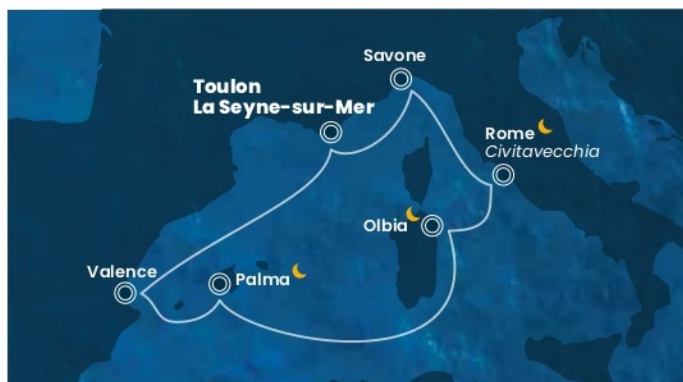 Savone
Toulon
La Seyne-sur-Mer
Rome
Civitavecchia
Olbia
Valence
Palma